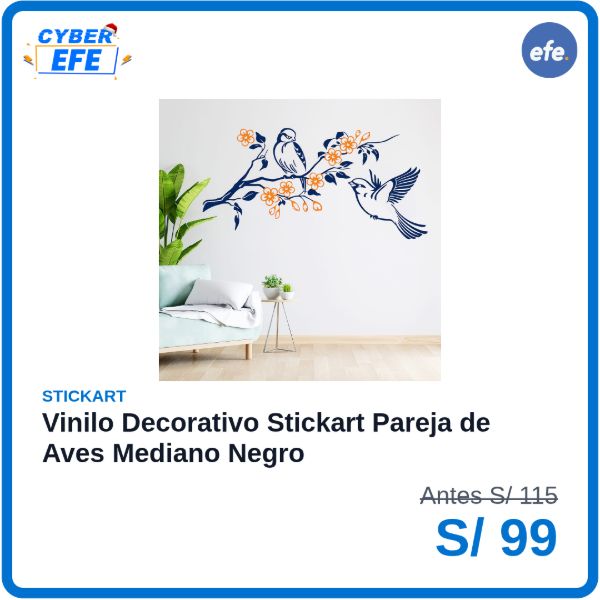 CYBER
EFE
efe.
STICKART
Vinilo Decorativo Stickart Pareja de
Aves Mediano Negro
Antes S/ 115
S/ 99